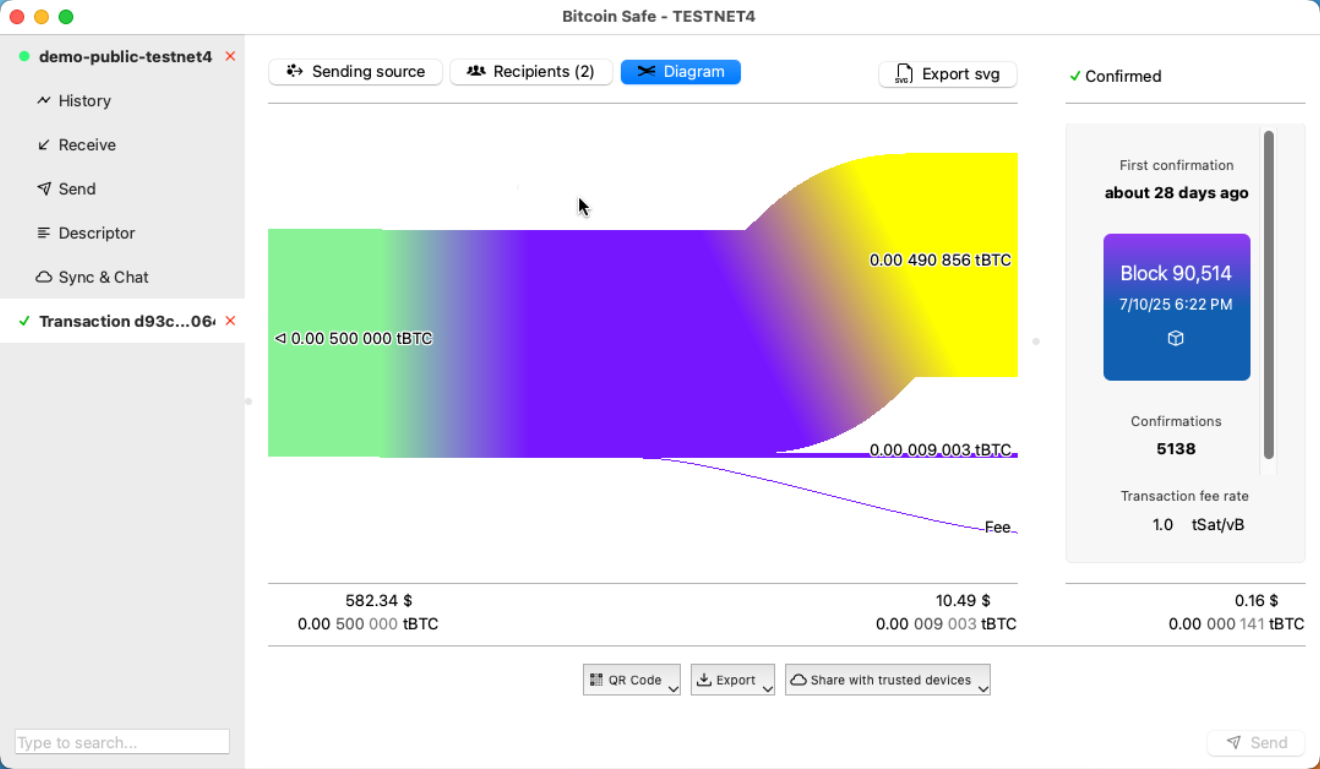 Bitcoin Safe - TESTNET4
demo-public-testnet4
History
Receive
Send
Descriptor
Sync & Chat
Transaction d93c...064
Type to search...
Sending source
Recipients (2)
Diagram
Export svg
0.00 500 000 tBTC
0.00 490 856 tBTC
0.00 009 003 tBTC
Fee
582.34 $
0.00 500 000 tBTC
10.49 $
0.00 009 003 tBTC
QR Code
Export
Share with trusted devices
Confirmed
First confirmation
about 28 days ago
Block 90,514
7/10/25 6:22 PM
Confirmations
5138
Transaction fee rate
1.0 tSat/vB
0.16 $
0.00 000 141 tBTC
Send